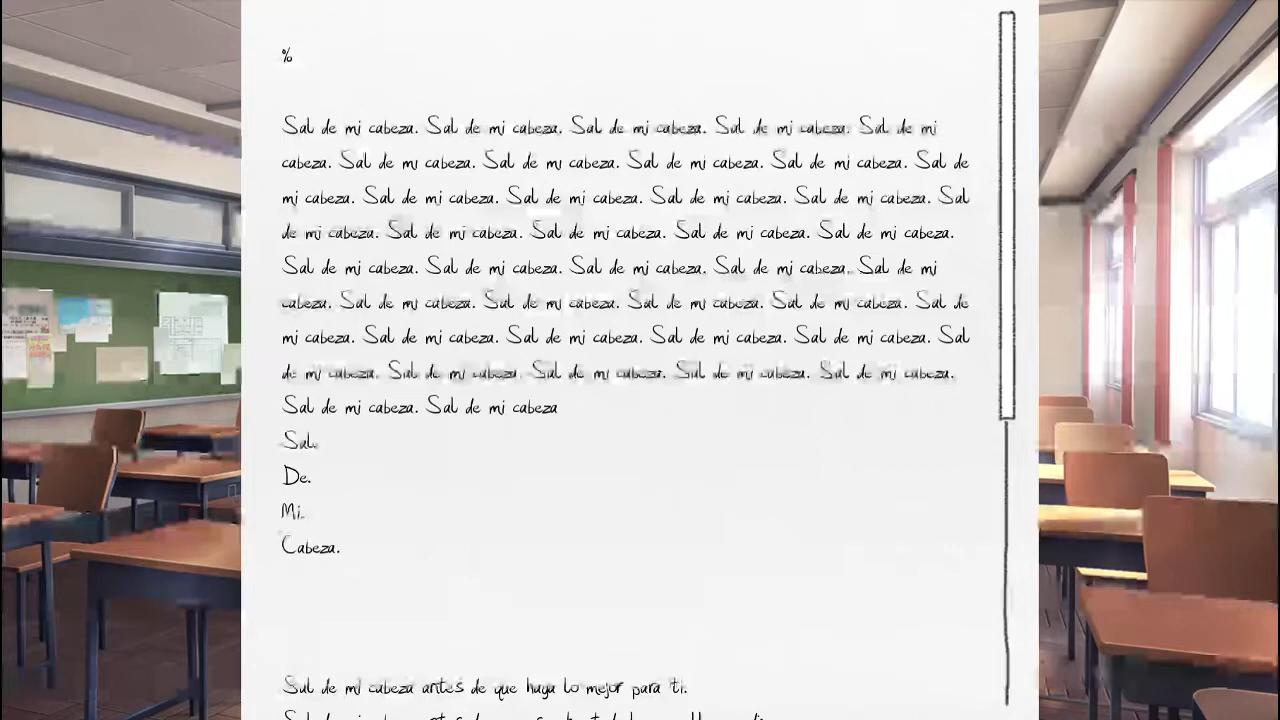 %
Sal de mi cabeza. Sal de mi cabeza. Sal de mi cabeza. Sal de mi cabeza. Sal de mi
cabeza. Sal de mi cabeza. Sal de mi cabeza. Sal de mi cabeza. Sal de mi cabeza. Sal de
mi cabeza. Sal de mi cabeza. Sal de mi cabeza. Sal de mi cabeza. Sal de mi cabeza. Sal
de mi cabeza. Sal de mi cabeza. Sal de mi cabeza. Sal de mi cabeza. Sal de mi cabeza.
Sal de mi cabeza. Sal de mi cabeza. Sal de mi cabeza. Sal de mi cabeza. Sal de mi
cabeza. Sal de mi cabeza. Sal de mi cabeza. Sal de mi cabeza. Sal de mi cabeza. Sal de
mi cabeza. Sal de mi cabeza. Sal de mi cabeza. Sal de mi cabeza. Sal de mi cabeza. Sal
de mi cabeza. Sal de mi cabeza. Sal de mi cabeza. Sal de mi cabeza. Sal de mi cabeza.
Sal de mi cabeza. Sal de mi cabeza
Sal.
De.
Mi.
Cabeza.
Sal de mi cabeza antes de que haga lo mejor para ti.